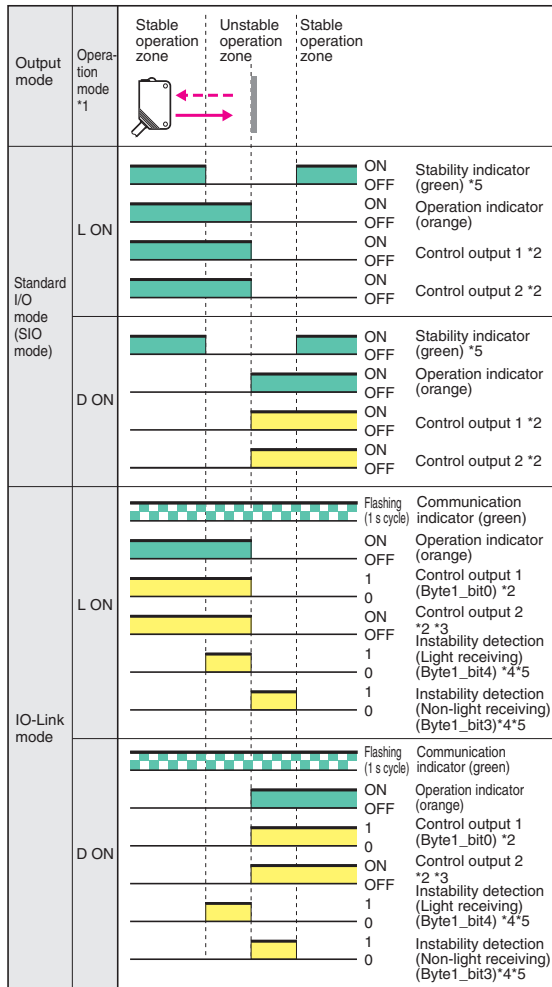 Output
mode
Opera-
tion
mode
*1
Stable
operation
zone
Unstable
operation
zone
Stable
operation
zone
Standard
I/O
mode
(SIO
mode)
L ON
ON
OFF
Stability indicator
(green) *5
ON
OFF
Operation indicator
(orange)
ON
OFF
Control output 1 *2
ON
OFF
Control output 2 *2
D ON
ON
OFF
Stability indicator
(green) *5
ON
OFF
Operation indicator
(orange)
ON
OFF
Control output 1 *2
ON
OFF
Control output 2 *2
IO-Link
mode
L ON
Flashing
(1 s cycle)
Communication
indicator (green)
ON
OFF
Operation indicator
(orange)
1
0
Control output 1
(Byte1_bit0) *2
ON
OFF
Control output 2
*2 *3
1
0
Instability detection
(Light receiving)
(Byte1_bit4) *4*5
1
0
Instability detection
(Non-light receiving)
(Byte1_bit3)*4*5
D ON
Flashing
(1 s cycle)
Communication
indicator (green)
ON
OFF
Operation indicator
(orange)
1
0
Control output 1
(Byte1_bit0) *2
ON
OFF
Control output 2
*2 *3
1
0
Instability detection
(Light receiving)
(Byte1_bit4) *4*5
1
0
Instability detection
(Non-light receiving)
(Byte1_bit3)*4*5